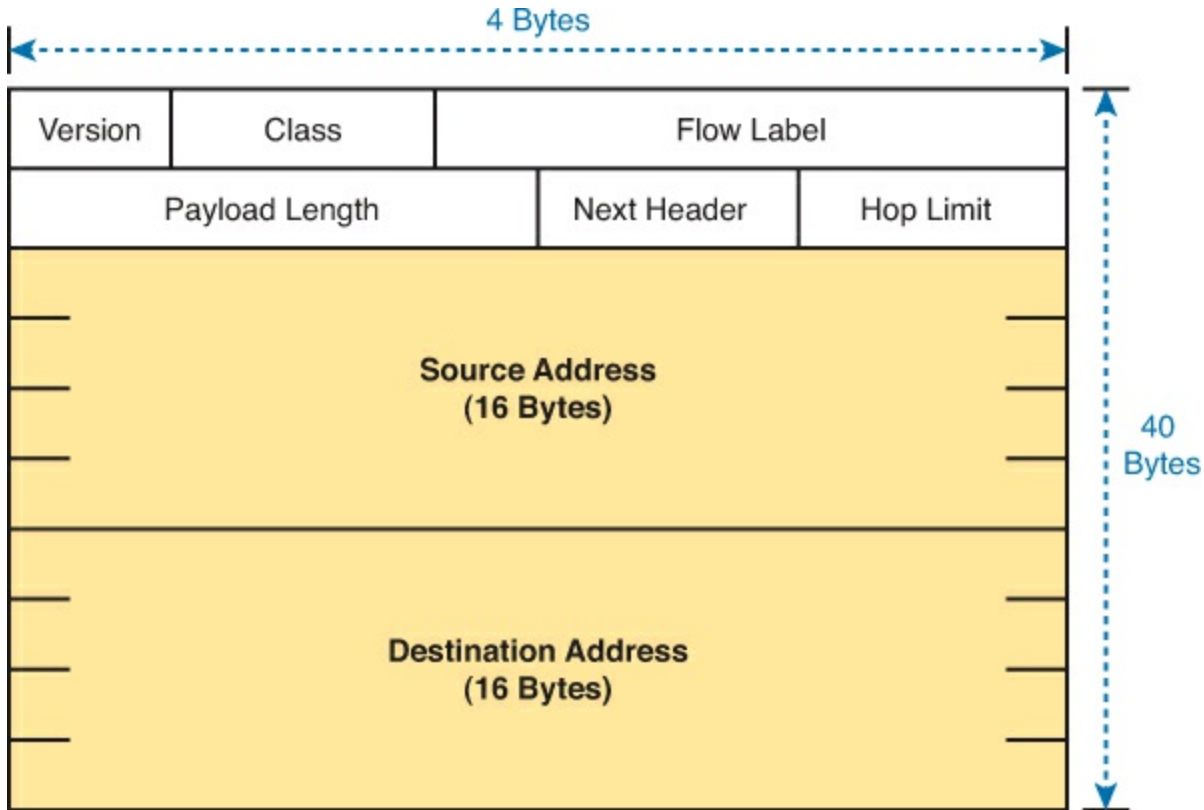 4 Bytes
Version Class Flow Label
Payload Length Next Header Hop Limit
Source Address
(16 Bytes)
40
Bytes
Destination Address
(16 Bytes)